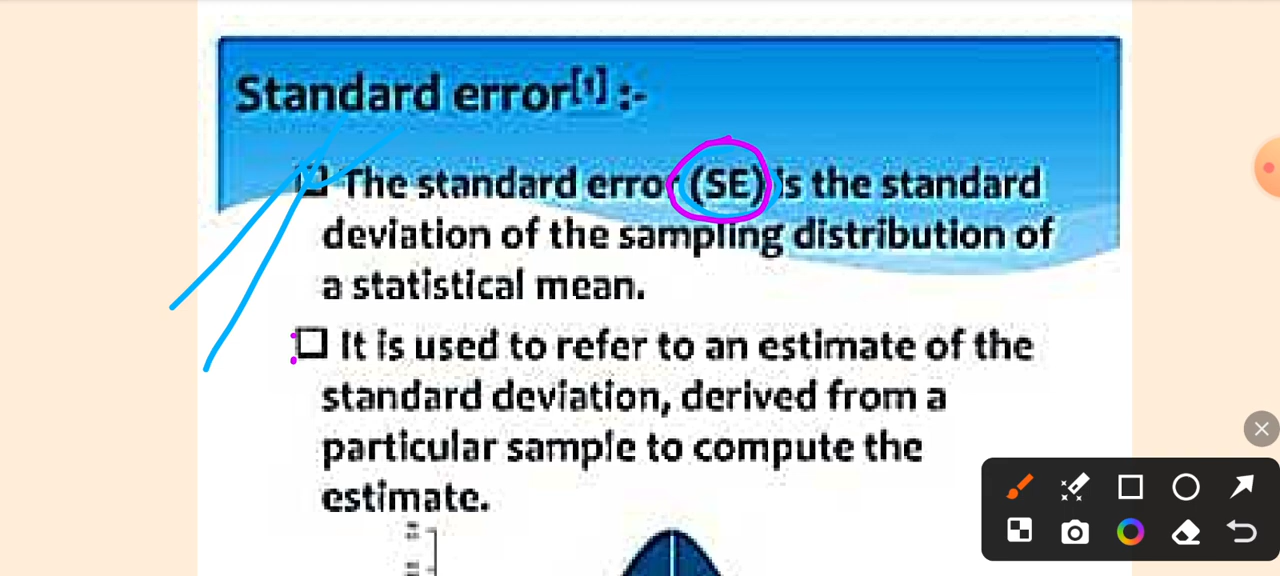 Standard error[1] :-
❑ The standard error (SE) is the standard
deviation of the sampling distribution of
a statistical mean.
❑ It is used to refer to an estimate of the
standard deviation, derived from a
particular sample to compute the
estimate.